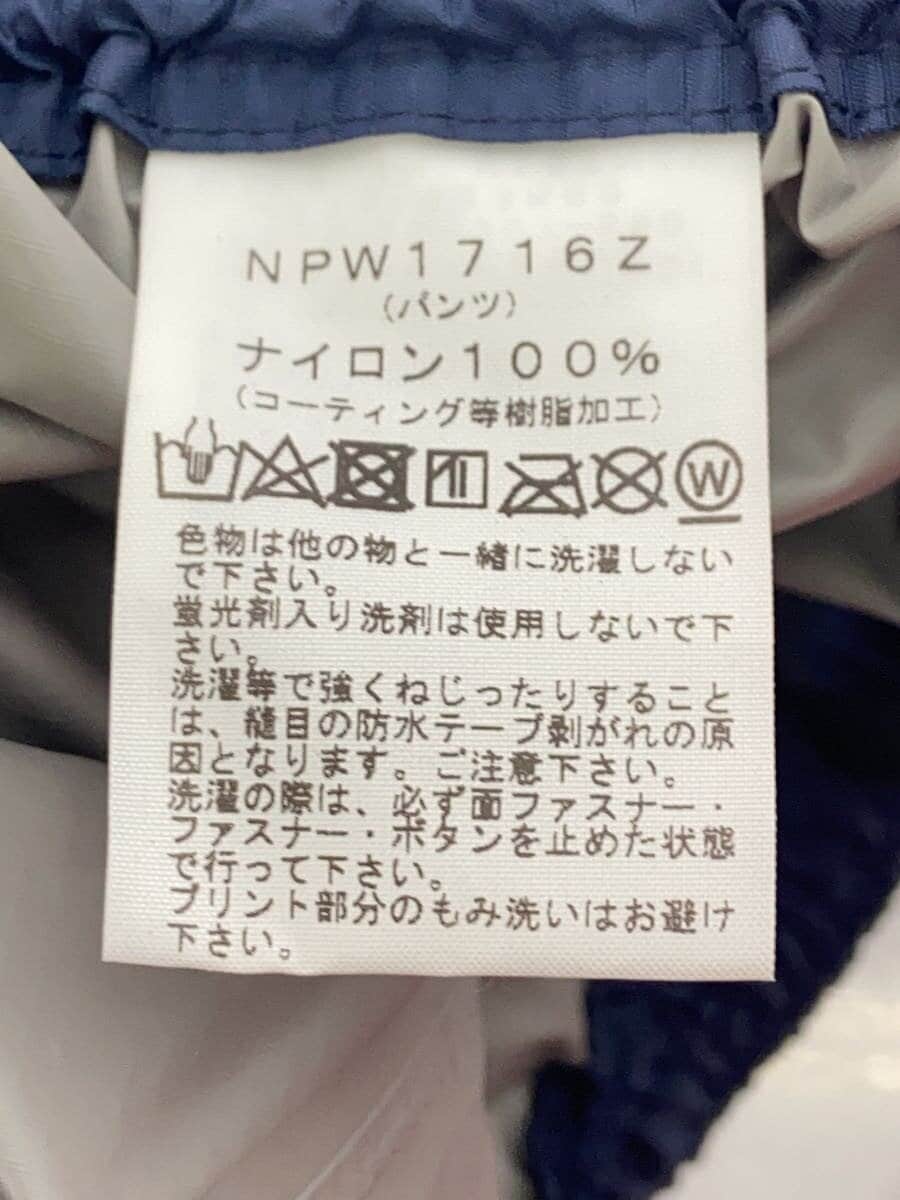 NPW1716Z
(パンツ)
ナイロン100%
(コーティング等樹脂加工)
W
色物は他の物と一緒に洗濯しない
で下さい。
蛍光剤入り洗剤は使用しないで下
さい。
洗濯等で強くねじったりすること
は、縫目の防水テープ剥がれの原
因となります。ご注意下さい。
洗濯の際は、必ず面ファスナー・
ファスナー・ボタンを止めた状態
で行って下さい。
プリント部分のもみ洗いはお避け
下さい。